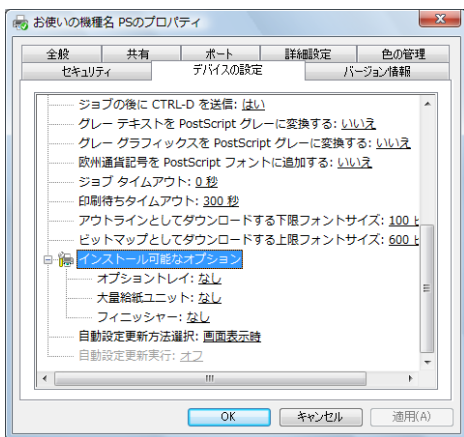 お使いの機種名 PSのプロパティ
全般 共有 ポート 詳細設定 色の管理
セキュリティ デバイスの設定 バージョン情報
ジョブの後に CTRL-D を送信: はい
グレー テキストを PostScript グレーに変換する: いいえ
グレー グラフィックスを PostScript グレーに変換する: いいえ
欧州通貨記号を PostScript フォントに追加する: いいえ
ジョブ タイムアウト: 0 秒
印刷待ちタイムアウト: 300 秒
アウトラインとしてダウンロードする下限フォントサイズ: 100
ビットマップとしてダウンロードする上限フォントサイズ: 600
インストール可能なオプション
オプショントレイ: なし
大量給紙ユニット: なし
フィニッシャー: なし
自動設定更新方法選択: 画面表示時
自動設定更新実行: オフ
OK キャンセル 適用(A)